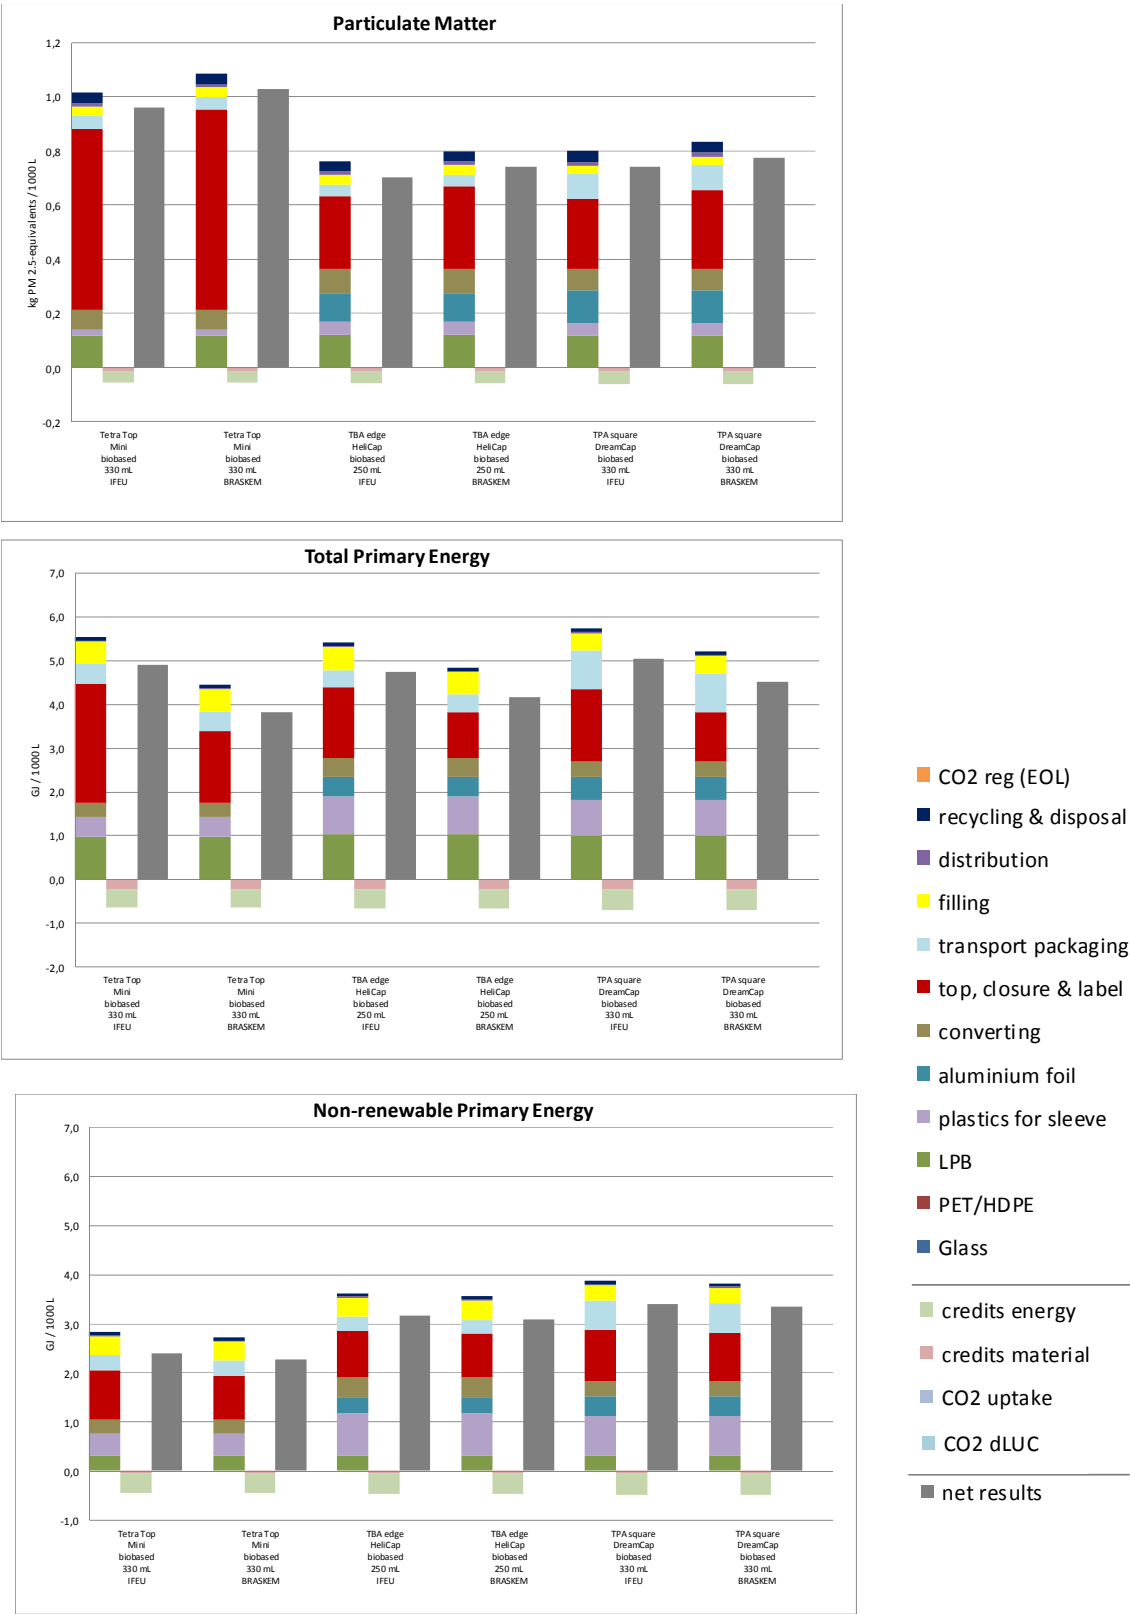 Particulate Matter
1,2
1,0
0,8
0,6
0,4
0,2
0,0
-0,2
kg PM 2.5-equivalents / 1000 L
Tetra Top
Mini
biobased
330 mL
IFEU
Tetra Top
Mini
biobased
330 mL
BRASKEM
TBA edge
HeliCap
biobased
250 mL
IFEU
TBA edge
HeliCap
biobased
250 mL
BRASKEM
TPA square
DreamCap
biobased
330 mL
IFEU
TPA square
DreamCap
biobased
330 mL
BRASKEM
Total Primary Energy
7,0
6,0
5,0
4,0
3,0
2,0
1,0
0,0
-1,0
-2,0
GJ / 1000 L
Tetra Top
Mini
biobased
330 mL
IFEU
Tetra Top
Mini
biobased
330 mL
BRASKEM
TBA edge
HeliCap
biobased
250 mL
IFEU
TBA edge
HeliCap
biobased
250 mL
BRASKEM
TPA square
DreamCap
biobased
330 mL
IFEU
TPA square
DreamCap
biobased
330 mL
BRASKEM
Non-renewable Primary Energy
7,0
6,0
5,0
4,0
3,0
2,0
1,0
0,0
-1,0
GJ / 1000 L
Tetra Top
Mini
biobased
330 mL
IFEU
Tetra Top
Mini
biobased
330 mL
BRASKEM
TBA edge
HeliCap
biobased
250 mL
IFEU
TBA edge
HeliCap
biobased
250 mL
BRASKEM
TPA square
DreamCap
biobased
330 mL
IFEU
TPA square
DreamCap
biobased
330 mL
BRASKEM
CO2 reg (EOL)
recycling & disposal
distribution
filling
transport packaging
top, closure & label
converting
aluminium foil
plastics for sleeve
LPB
PET/HDPE
Glass
credits energy
credits material
CO2 uptake
CO2 dLUC
net results